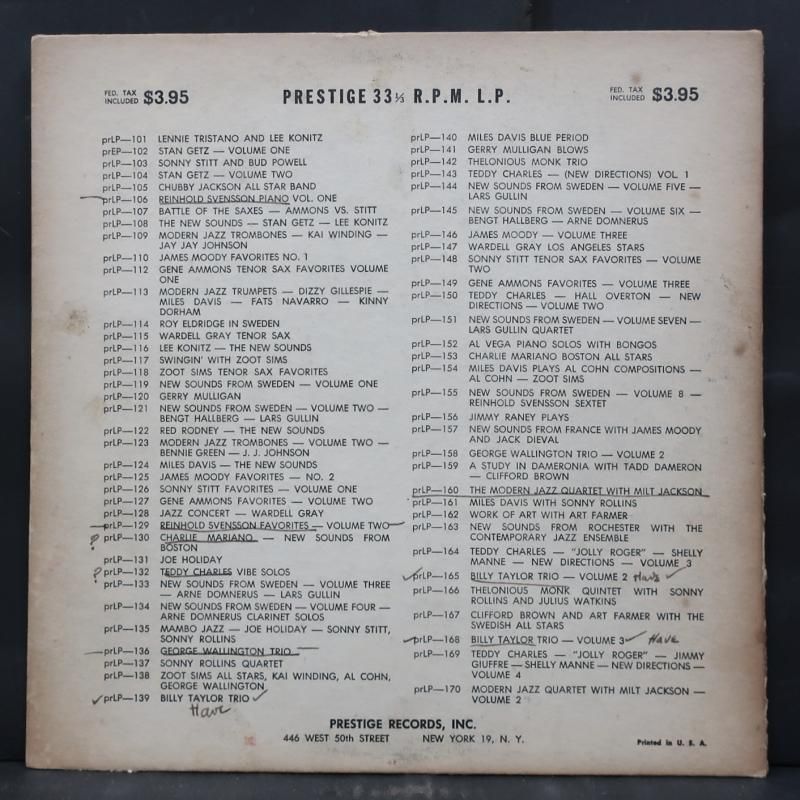 FED. TAX
INCLUDED $3.95
PRESTIGE 33⅓ R.P.M. L.P.
FED. TAX
INCLUDED $3.95
prLP—101 LENNIE TRISTANO AND LEE KONITZ
prEP—102 STAN GETZ — VOLUME ONE
prLP—103 SONNY STITT AND BUD POWELL
prLP—104 STAN GETZ — VOLUME TWO
prLP—105 CHUBBY JACKSON ALL STAR BAND
prLP—106 REINHOLD SVENSSON PIANO VOL. ONE
prLP—107 BATTLE OF THE SAXES — AMMONS VS. STITT
prLP—108 THE NEW SOUNDS — STAN GETZ — LEE KONITZ
prLP—109 MODERN JAZZ TROMBONES — KAI WINDING —
JAY JAY JOHNSON
prLP—110 JAMES MOODY FAVORITES NO. 1
prLP—112 GENE AMMONS TENOR SAX FAVORITES VOLUME
ONE
prLP—113 MODERN JAZZ TRUMPETS — DIZZY GILLESPIE —
MILES DAVIS — FATS NAVARRO — KINNY
DORHAM
prLP—114 ROY ELDRIDGE IN SWEDEN
prLP—115 WARDELL GRAY TENOR SAX
prLP—116 LEE KONITZ — THE NEW SOUNDS
prLP—117 SWINGIN' WITH ZOOT SIMS
prLP—118 ZOOT SIMS TENOR SAX FAVORITES
prLP—119 NEW SOUNDS FROM SWEDEN — VOLUME ONE
prLP—120 GERRY MULLIGAN
prLP—121 NEW SOUNDS FROM SWEDEN — VOLUME TWO —
BENGT HALLBERG — LARS GULLIN
prLP—122 RED RODNEY — THE NEW SOUNDS
prLP—123 MODERN JAZZ TROMBONES — VOLUME TWO —
BENNIE GREEN — J. J. JOHNSON
prLP—124 MILES DAVIS — THE NEW SOUNDS
prLP—125 JAMES MOODY FAVORITES — NO. 2
prLP—126 SONNY STITT FAVORITES — VOLUME ONE
prLP—127 GENE AMMONS FAVORITES — VOLUME TWO
prLP—128 JAZZ CONCERT — WARDELL GRAY
prLP—129 REINHOLD SVENSSON FAVORITES — VOLUME TWO
? prLP—130 CHARLIE MARIANO — NEW SOUNDS FROM
BOSTON
prLP—131 JOE HOLIDAY
? prLP—132 TEDDY CHARLES VIBE SOLOS
prLP—133 NEW SOUNDS FROM SWEDEN — VOLUME THREE
— ARNE DOMNERUS — LARS GULLIN
prLP—134 NEW SOUNDS FROM SWEDEN — VOLUME FOUR —
ARNE DOMNERUS CLARINET SOLOS
prLP—135 MAMBO JAZZ — JOE HOLIDAY — SONNY STITT,
SONNY ROLLINS
prLP—136 GEORGE WALLINGTON TRIO
prLP—137 SONNY ROLLINS QUARTET
prLP—138 ZOOT SIMS ALL STARS, KAI WINDING, AL COHN,
GEORGE WALLINGTON
✓ prLP—139 BILLY TAYLOR TRIO ✓
Have
prLP—140 MILES DAVIS BLUE PERIOD
prLP—141 GERRY MULLIGAN BLOWS
prLP—142 THELONIOUS MONK TRIO
prLP—143 TEDDY CHARLES — (NEW DIRECTIONS) VOL. 1
prLP—144 NEW SOUNDS FROM SWEDEN — VOLUME FIVE —
LARS GULLIN
prLP—145 NEW SOUNDS FROM SWEDEN — VOLUME SIX —
BENGT HALLBERG — ARNE DOMNERUS
prLP—146 JAMES MOODY — VOLUME THREE
prLP—147 WARDELL GRAY LOS ANGELES STARS
prLP—148 SONNY STITT TENOR SAX FAVORITES — VOLUME
TWO
prLP—149 GENE AMMONS FAVORITES — VOLUME THREE
prLP—150 TEDDY CHARLES — HALL OVERTON — NEW
DIRECTIONS — VOLUME TWO
prLP—151 NEW SOUNDS FROM SWEDEN — VOLUME SEVEN —
LARS GULLIN QUARTET
prLP—152 AL VEGA PIANO SOLOS WITH BONGOS
prLP—153 CHARLIE MARIANO BOSTON ALL STARS
prLP—154 MILES DAVIS PLAYS AL COHN COMPOSITIONS —
AL COHN — ZOOT SIMS
prLP—155 NEW SOUNDS FROM SWEDEN — VOLUME 8 —
REINHOLD SVENSSON SEXTET
prLP—156 JIMMY RANEY PLAYS
prLP—157 NEW SOUNDS FROM FRANCE WITH JAMES MOODY
AND JACK DIEVAL
prLP—158 GEORGE WALLINGTON TRIO — VOLUME 2
prLP—159 A STUDY IN DAMERONIA WITH TADD DAMERON
— CLIFFORD BROWN
prLP—160 THE MODERN JAZZ QUARTET WITH MILT JACKSON
prLP—161 MILES DAVIS WITH SONNY ROLLINS
prLP—162 WORK OF ART WITH ART FARMER
prLP—163 NEW SOUNDS FROM ROCHESTER WITH THE
CONTEMPORARY JAZZ ENSEMBLE
prLP—164 TEDDY CHARLES — "JOLLY ROGER" — SHELLY
MANNE — NEW DIRECTIONS — VOLUME 3
✓ prLP—165 BILLY TAYLOR TRIO — VOLUME 2 Have ✓
prLP—166 THELONIOUS MONK QUINTET WITH SONNY
ROLLINS AND JULIUS WATKINS
prLP—167 CLIFFORD BROWN AND ART FARMER WITH THE
SWEDISH ALL STARS
✓ prLP—168 BILLY TAYLOR TRIO — VOLUME 3 ✓ Have
prLP—169 TEDDY CHARLES — "JOLLY ROGER" — JIMMY
GIUFFRE — SHELLY MANNE — NEW DIRECTIONS —
VOLUME 4
prLP—170 MODERN JAZZ QUARTET WITH MILT JACKSON —
VOLUME 2
PRESTIGE RECORDS, INC.
446 WEST 50th STREET NEW YORK 19, N. Y.
Printed in U. S. A.